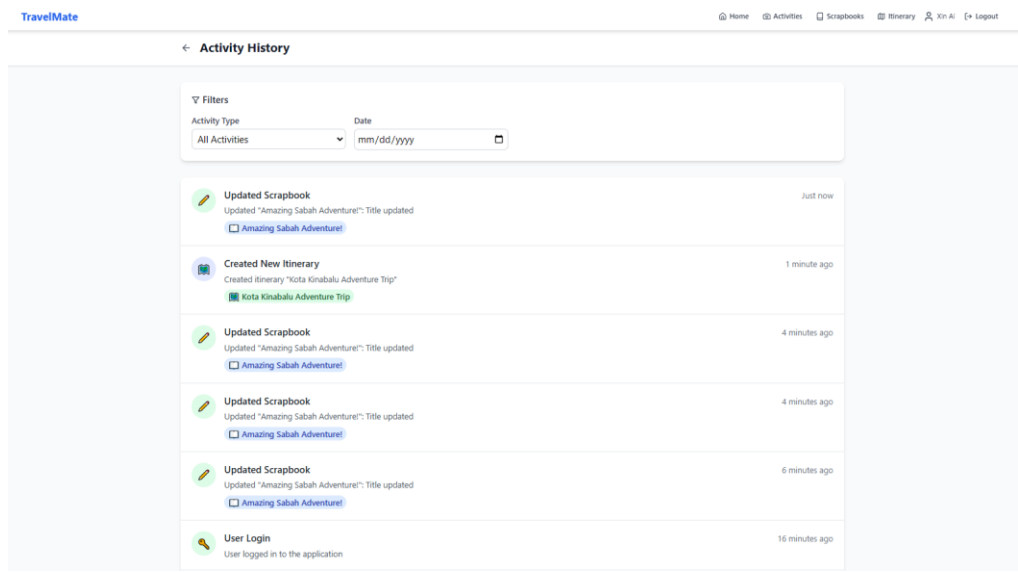 TravelMate
Home Activities Scrapbooks Itinerary Xin Ai Logout
Activity History
Filters
Activity Type Date
All Activities mm/dd/yyyy
Updated Scrapbook Just now
Updated "Amazing Sabah Adventure!": Title updated
Amazing Sabah Adventure!
Created New Itinerary 1 minute ago
Created itinerary "Kota Kinabalu Adventure Trip"
Kota Kinabalu Adventure Trip
Updated Scrapbook 4 minutes ago
Updated "Amazing Sabah Adventure!": Title updated
Amazing Sabah Adventure!
Updated Scrapbook 4 minutes ago
Updated "Amazing Sabah Adventure!": Title updated
Amazing Sabah Adventure!
Updated Scrapbook 6 minutes ago
Updated "Amazing Sabah Adventure!": Title updated
Amazing Sabah Adventure!
User Login 16 minutes ago
User logged in to the application